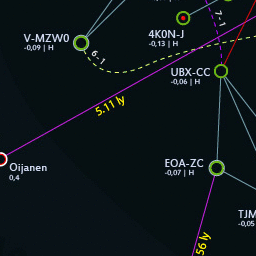 7-1
V-MZW0
-0,09 | H
4K0N-J
-0,13 | H
6-1
UBX-CC
-0,06 | H
5.11 ly
Oijanen
0,4
EOA-ZC
-0,07 | H
TJM
-0,05
56 ly